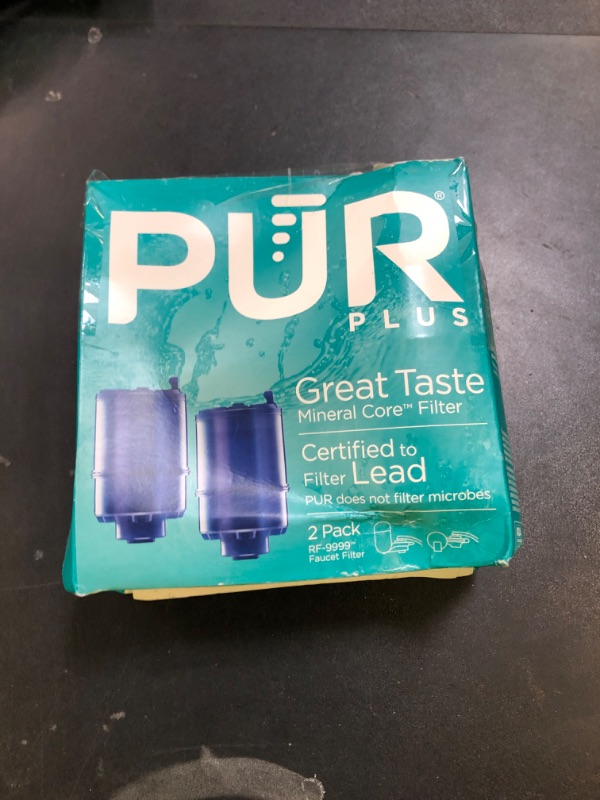 PUR®
PLUS
Great Taste
Mineral Core™ Filter
Certified to
Filter Lead
PUR does not filter microbes
2 Pack
RF-9999™
Faucet Filter